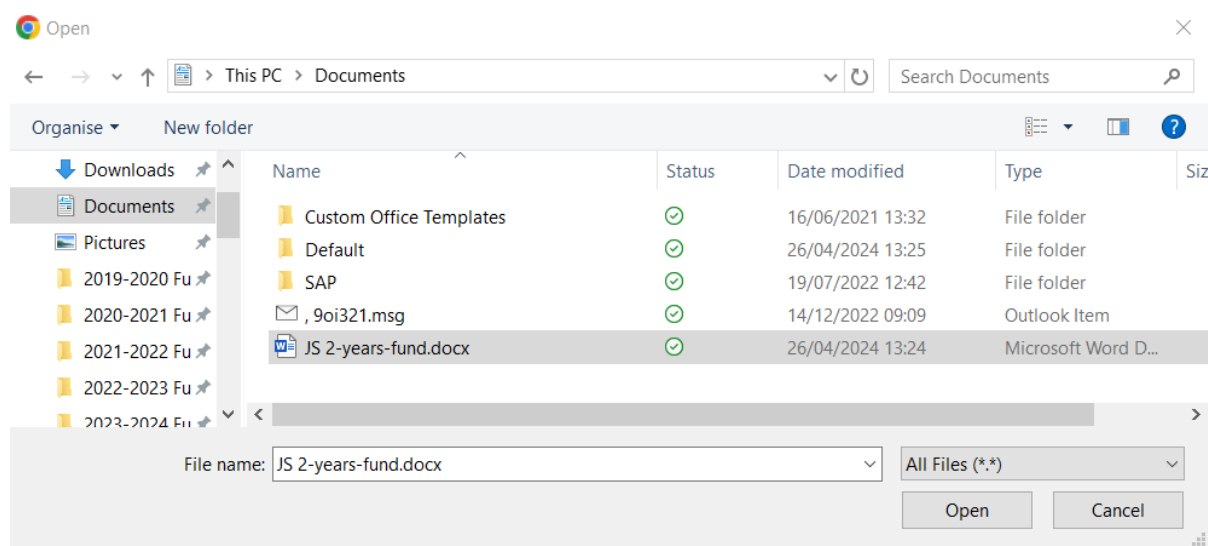 Open
This PC > Documents
Search Documents
Organise
New folder
?
Name
Status
Date modified
Type
Siz
Downloads
Documents
Pictures
2019-2020 Fu
2020-2021 Fu
2021-2022 Fu
2022-2023 Fu
2023-2024 Fu
Custom Office Templates 16/06/2021 13:32 File folder
Default 26/04/2024 13:25 File folder
SAP 19/07/2022 12:42 File folder
, 9oi321.msg 14/12/2022 09:09 Outlook Item
JS 2-years-fund.docx 26/04/2024 13:24 Microsoft Word D...
File name: JS 2-years-fund.docx
All Files (*.*)
Open
Cancel